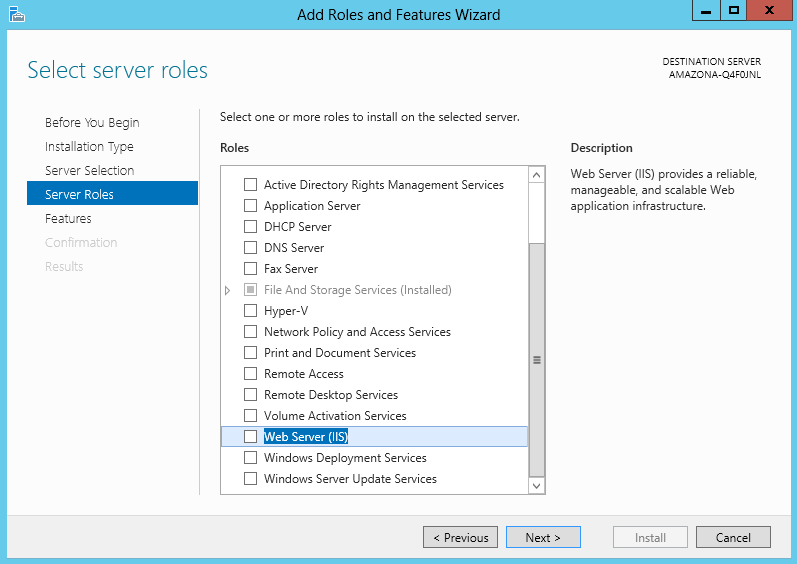 Add Roles and Features Wizard
Select server roles
DESTINATION SERVER
AMAZONA-Q4F0JNL
Before You Begin
Installation Type
Server Selection
Server Roles
Features
Confirmation
Results
Select one or more roles to install on the selected server.
Roles
Active Directory Rights Management Services
Application Server
DHCP Server
DNS Server
Fax Server
File And Storage Services (Installed)
Hyper-V
Network Policy and Access Services
Print and Document Services
Remote Access
Remote Desktop Services
Volume Activation Services
Web Server (IIS)
Windows Deployment Services
Windows Server Update Services
Description
Web Server (IIS) provides a reliable,
manageable, and scalable Web
application infrastructure.
< Previous
Next >
Install
Cancel